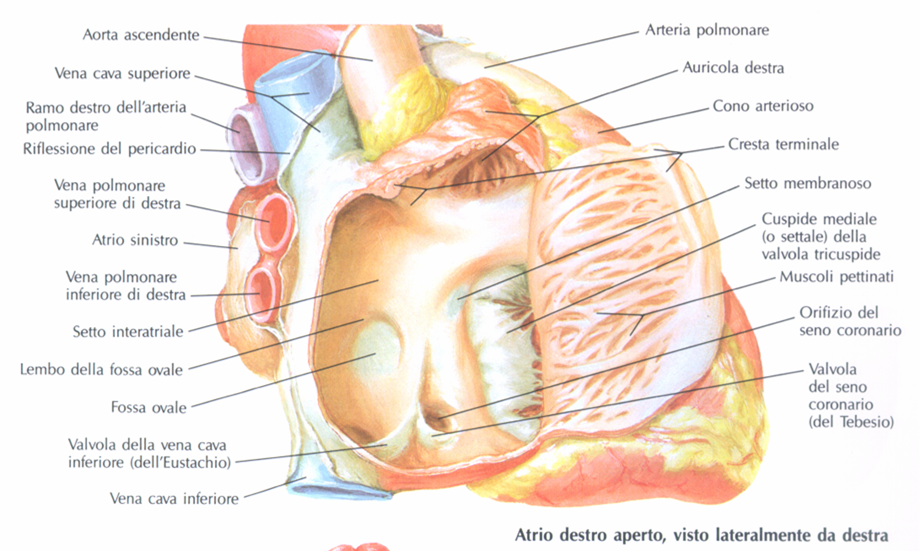 Aorta ascendente
Vena cava superiore
Ramo destro dell'arteria
polmonare
Riflessione del pericardio
Vena polmonare
superiore di destra
Atrio sinistro
Vena polmonare
inferiore di destra
Setto interatriale
Lembo della fossa ovale
Fossa ovale
Valvola della vena cava
inferiore (dell'Eustachio)
Vena cava inferiore
Arteria polmonare
Auricola destra
Cono arterioso
Cresta terminale
Setto membranoso
Cuspide mediale
(o settale) della
valvola tricuspide
Muscoli pettinati
Orifizio del
seno coronario
Valvola
del seno
coronario
(del Tebesio)
Atrio destro aperto, visto lateralmente da destra